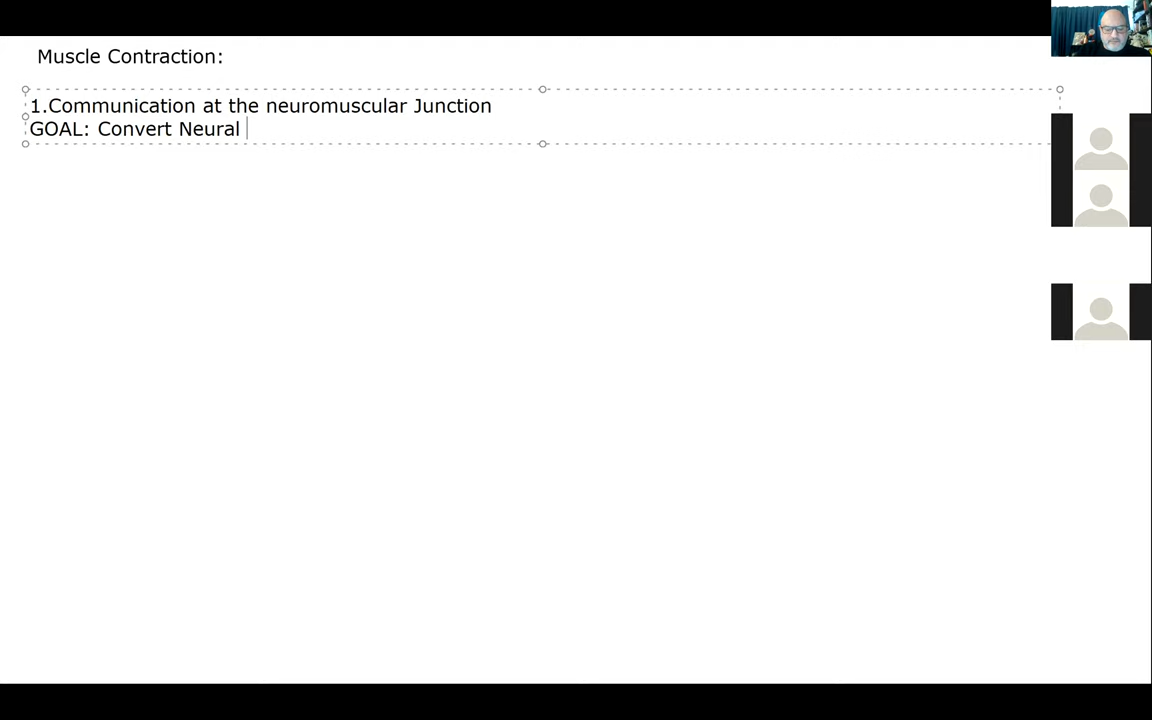 Muscle Contraction:
1.Communication at the neuromuscular Junction
GOAL: Convert Neural